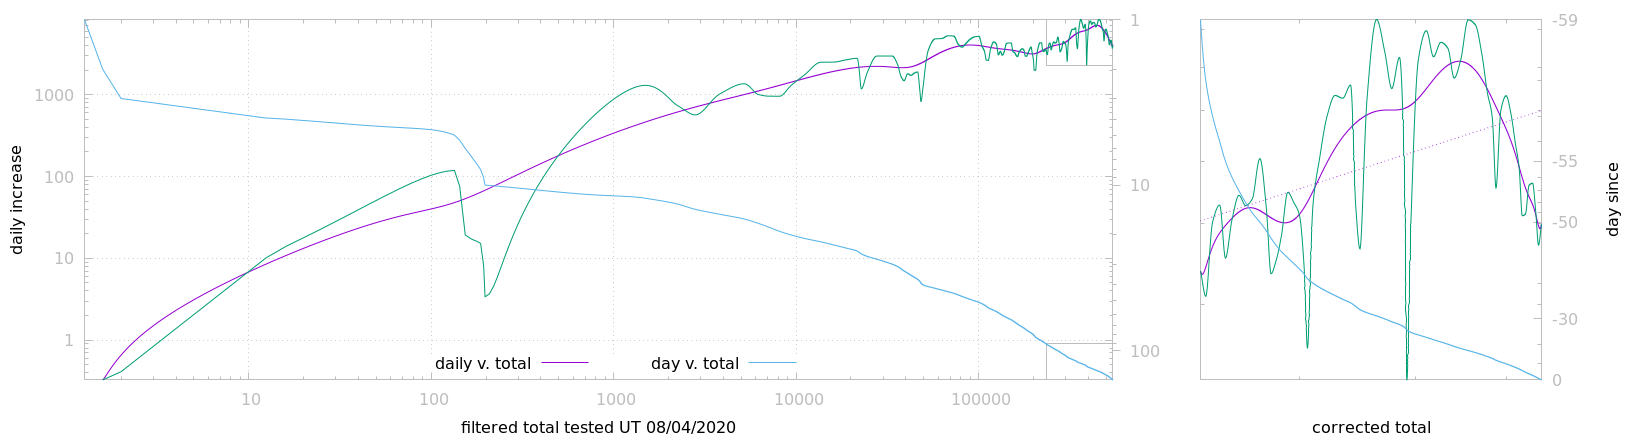 1
-59
1000
100
10
1
daily increase
10
100
-55
-50
-30
0
day since
daily v. total
day v. total
10
100
1000
10000
100000
filtered total tested UT 08/04/2020
corrected total